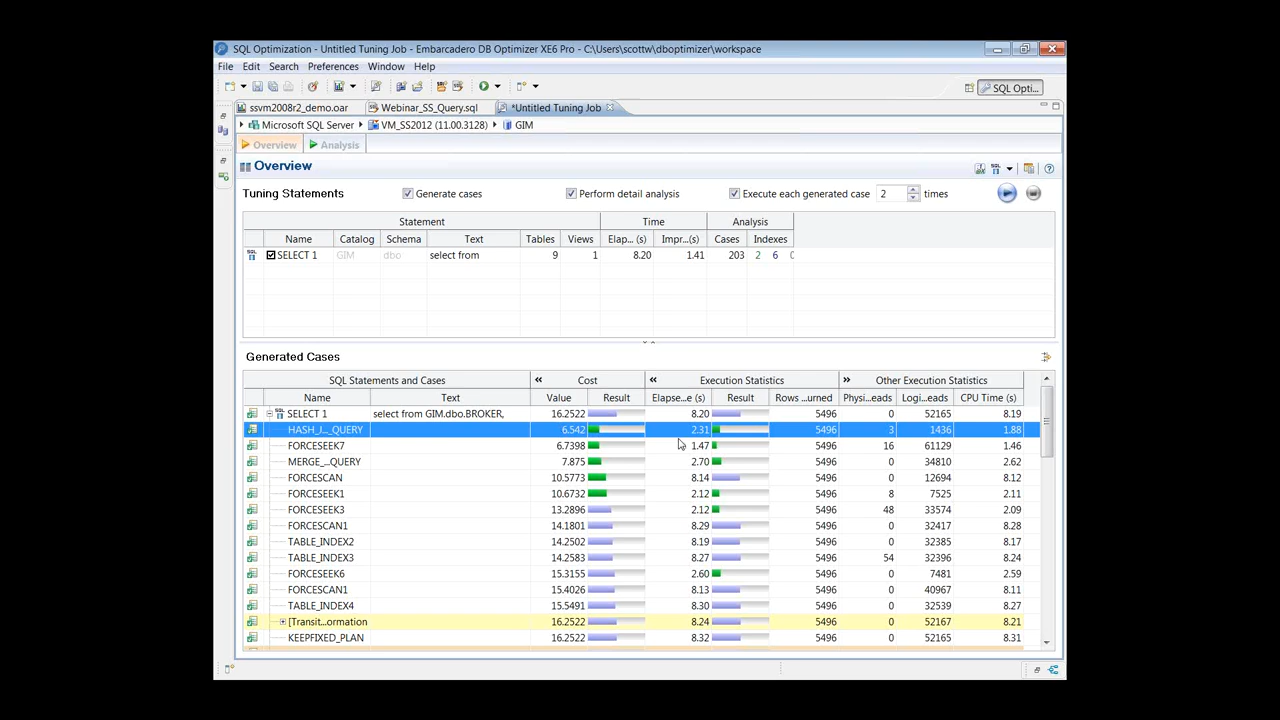 SQL Optimization - Untitled Tuning Job - Embarcadero DB Optimizer XE6 Pro - C:\Users\scottw\dboptimizer\workspace
File Edit Search Preferences Window Help
SQL Opti...
ssvm2008r2_demo.oar Webinar_SS_Query.sql *Untitled Tuning Job
Microsoft SQL Server VM_SS2012 (11.00.3128) GIM
Overview Analysis
Overview
Tuning Statements Generate cases Perform detail analysis Execute each generated case 2 times
Statement Time Analysis
Name Catalog Schema Text Tables Views Elap... (s) Impr...(s) Cases Indexes
SELECT 1 GIM dbo select from 9 1 8.20 1.41 203 2 6
Generated Cases
SQL Statements and Cases Cost Execution Statistics Other Execution Statistics
Name Text Value Result Elapse...e (s) Result Rows ...urned Physi...eads Logi...eads CPU Time (s)
SELECT 1 select from GIM.dbo.BROKER, 16.2522 8.20 5496 0 52165 8.19
HASH_J..._QUERY 6.542 2.31 5496 3 1436 1.88
FORCESEEK7 6.7398 1.47 5496 16 61129 1.46
MERGE_...QUERY 7.875 2.70 5496 0 34810 2.62
FORCESCAN 10.5773 8.14 5496 0 12694 8.12
FORCESEEK1 10.6732 2.12 5496 8 7525 2.11
FORCESEEK3 13.2896 2.12 5496 48 33574 2.09
FORCESCAN1 14.1801 8.29 5496 0 32417 8.28
TABLE_INDEX2 14.2502 8.19 5496 0 32385 8.17
TABLE_INDEX3 14.2583 8.27 5496 54 32396 8.24
FORCESEEK6 15.3155 2.60 5496 0 7481 2.59
FORCESCAN1 15.4026 8.13 5496 0 40967 8.11
TABLE_INDEX4 15.5491 8.30 5496 0 32539 8.27
[Transit...ormation 16.2522 8.24 5496 0 52167 8.21
KEEPFIXED_PLAN 16.2522 8.32 5496 0 52165 8.31